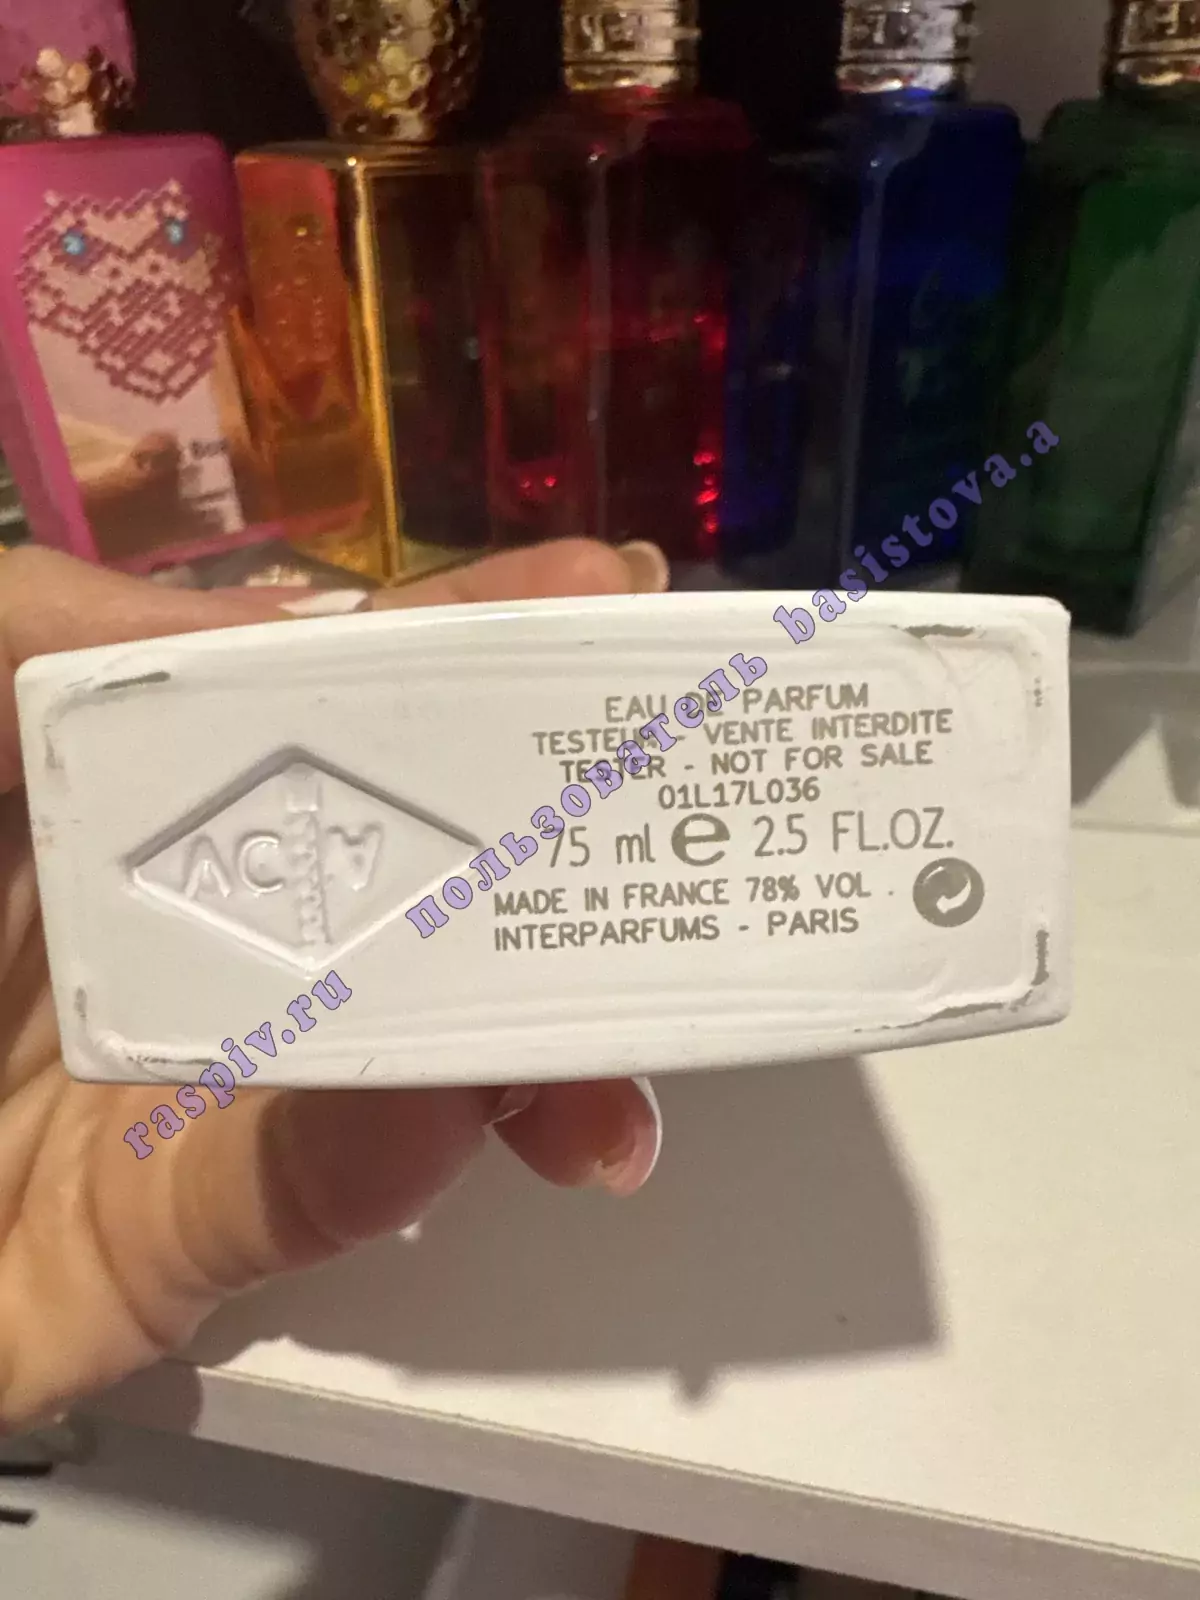 EAU DE PARFUM
TESTEUR - VENTE INTERDITE
TESTER - NOT FOR SALE
01L17L036
75 ml e 2.5 FL.OZ.
MADE IN FRANCE 78% VOL .
INTERPARFUMS - PARIS
raspiv.ru пользователь basistova.a